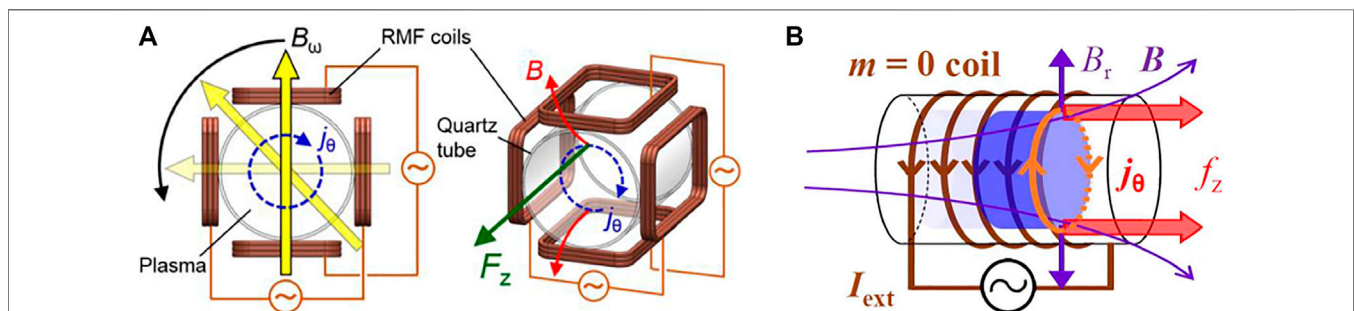 A
B_ω
RMF coils
j_θ
Plasma
B
Quartz
tube
j_θ
F_z
B
m = 0 coil
B_r
B
j_θ
f_z
I_ext